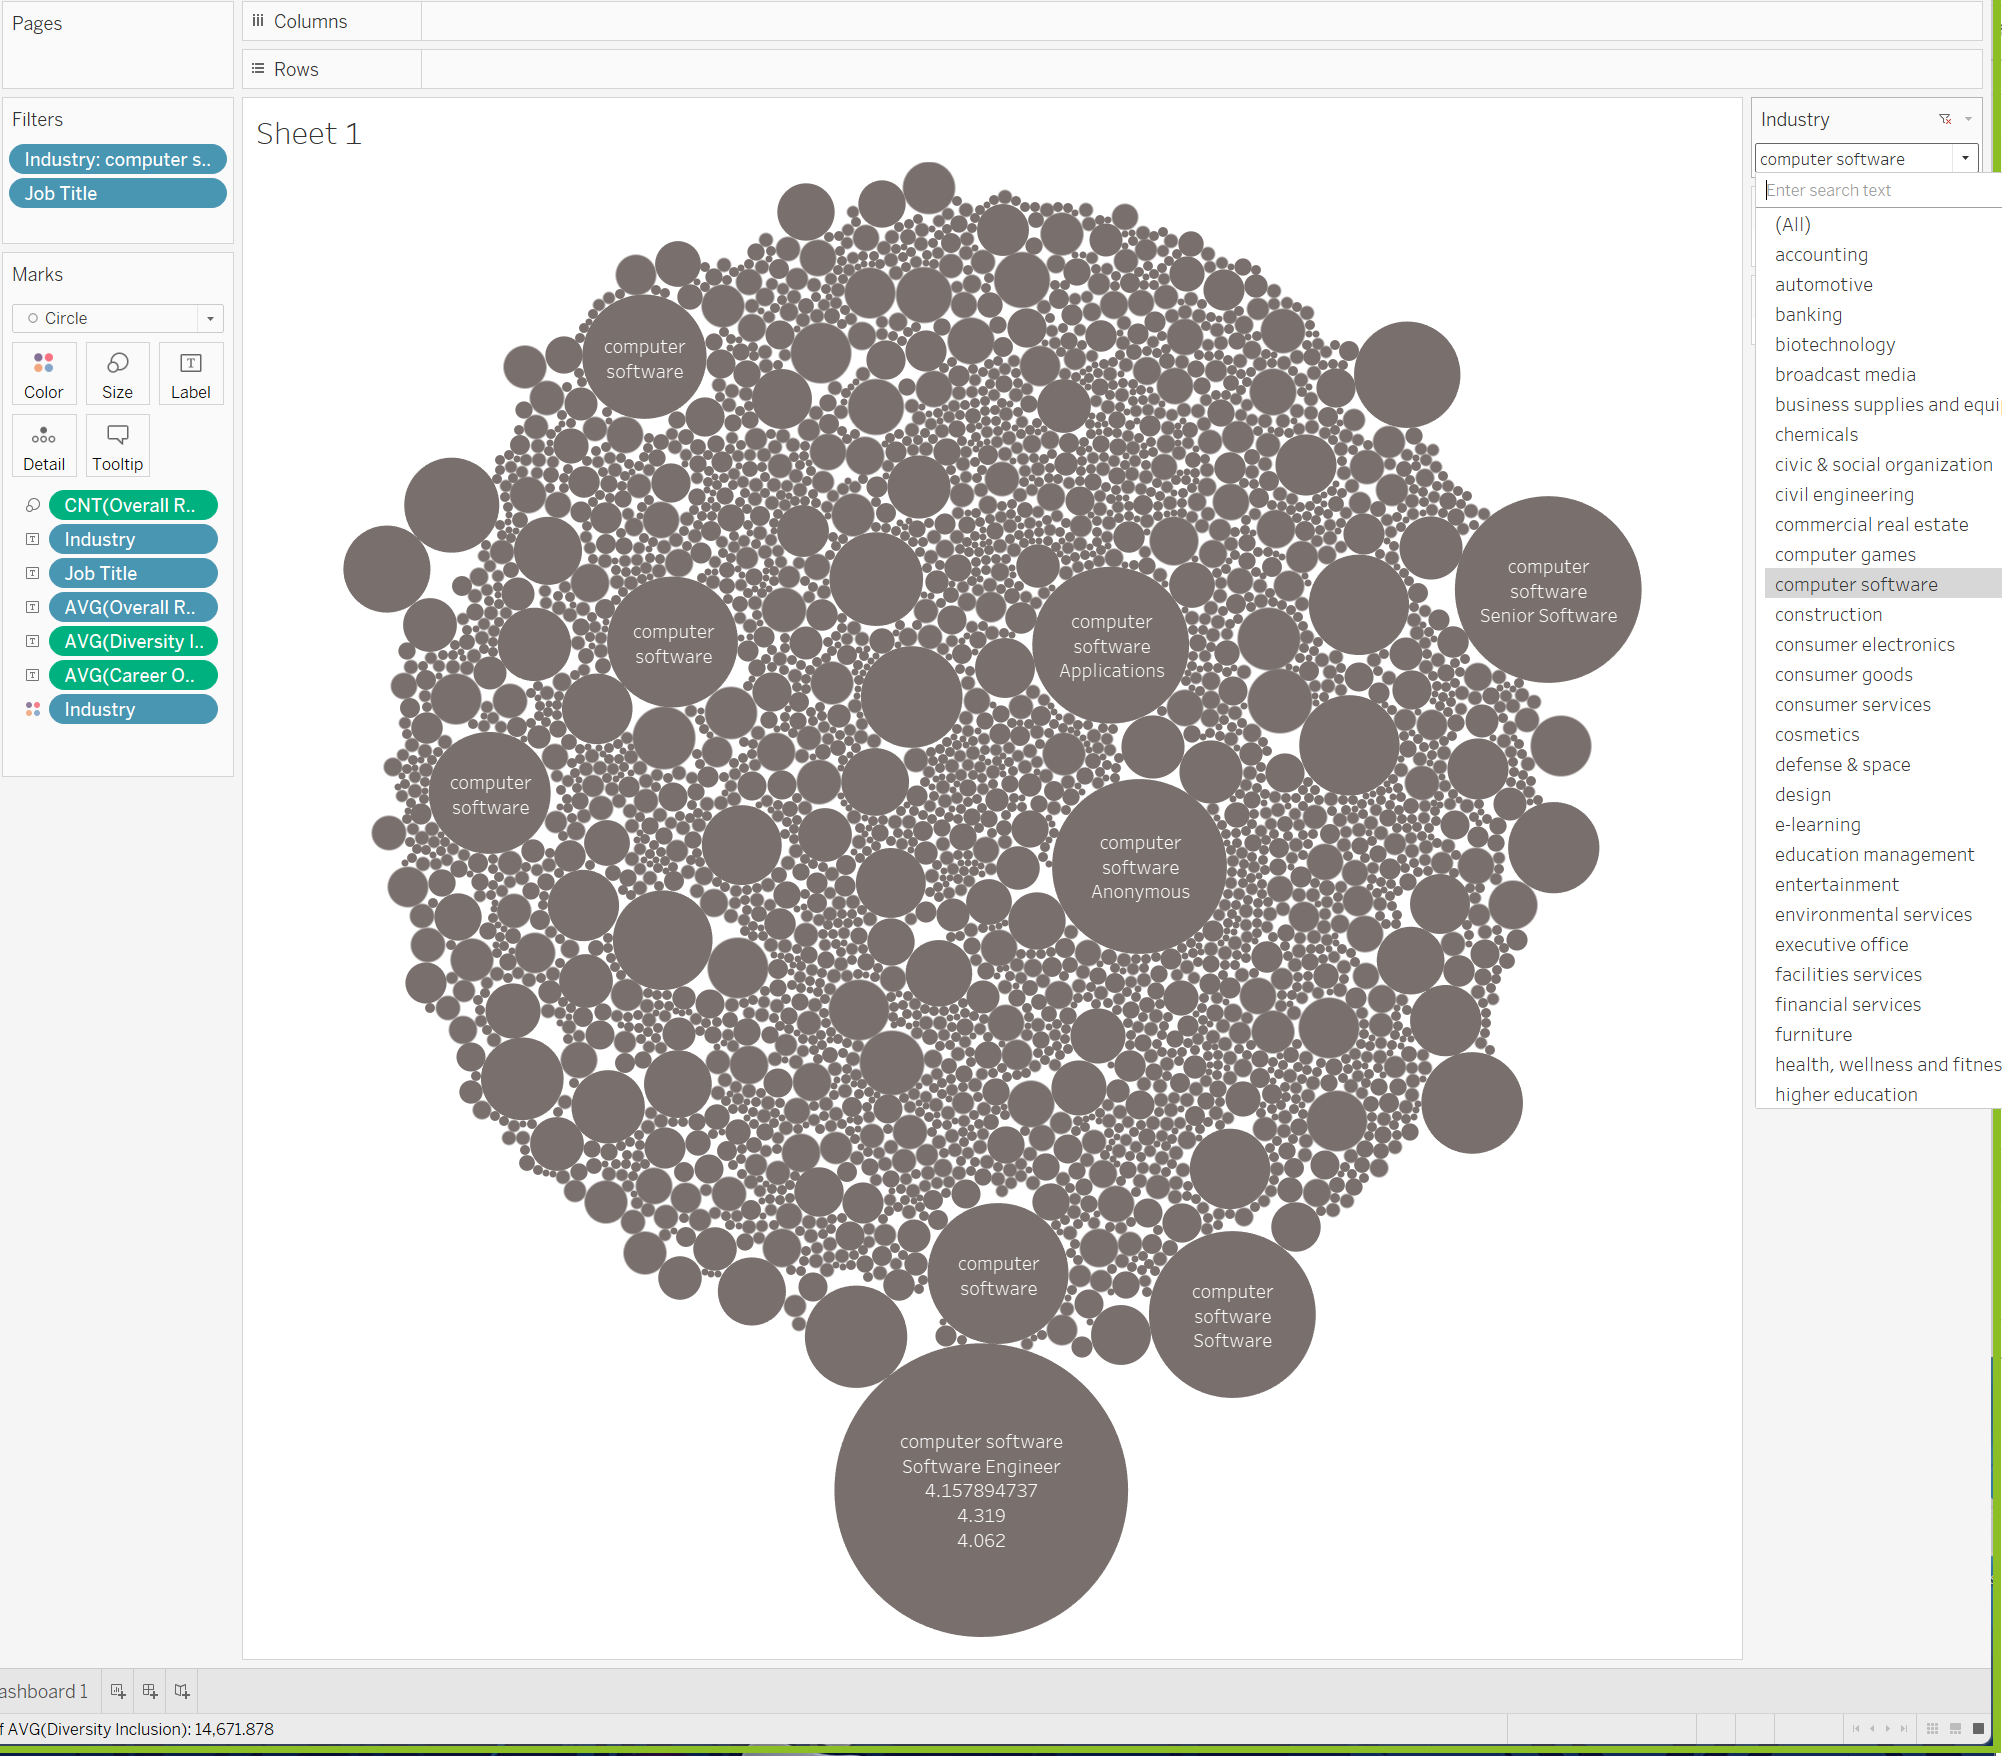 Pages
Columns
Rows
Filters
Industry: computer s..
Job Title
Marks
Circle
Color
Size
Label
Detail
Tooltip
CNT(Overall R..
Industry
Job Title
AVG(Overall R..
AVG(Diversity I..
AVG(Career O..
Industry
Sheet 1
computer
software
computer
software
Senior Software
computer
software
computer
software
Applications
computer
software
computer
software
Anonymous
computer
software
computer
software
Software
computer software
Software Engineer
4.157894737
4.319
4.062
Industry
computer software
Enter search text
(All)
accounting
automotive
banking
biotechnology
broadcast media
business supplies and equi
chemicals
civic & social organization
civil engineering
commercial real estate
computer games
computer software
construction
consumer electronics
consumer goods
consumer services
cosmetics
defense & space
design
e-learning
education management
entertainment
environmental services
executive office
facilities services
financial services
furniture
health, wellness and fitnes
higher education
ashboard 1
f AVG(Diversity Inclusion): 14,671.878